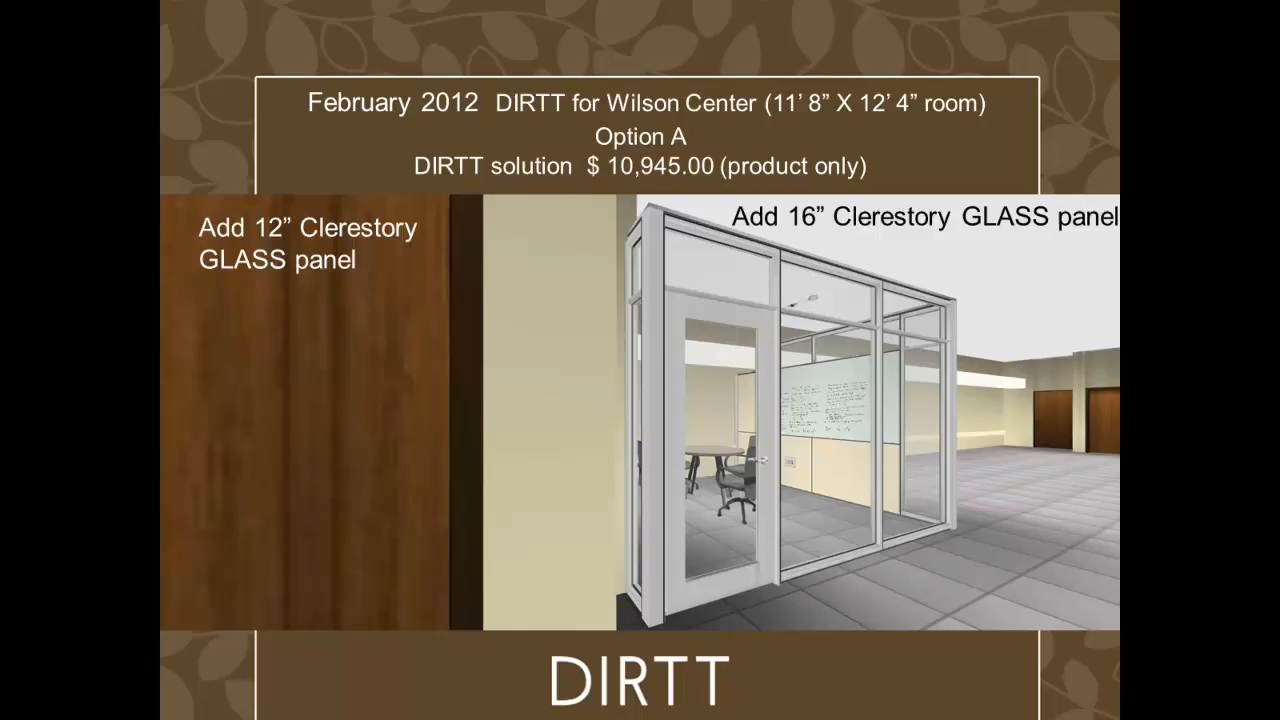 February 2012 DIRTT for Wilson Center (11’ 8” X 12’ 4” room)
Option A
DIRTT solution $ 10,945.00 (product only)
Add 12” Clerestory
GLASS panel
Add 16” Clerestory GLASS panel
DIRTT